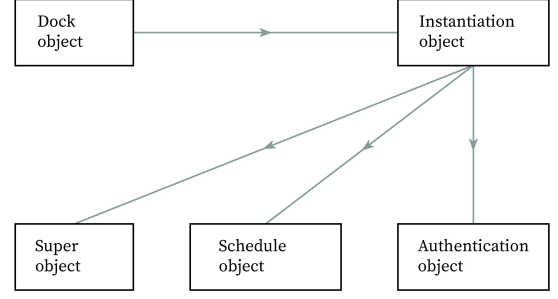 Dock
object
Instantiation
object
Super
object
Schedule
object
Authentication
object